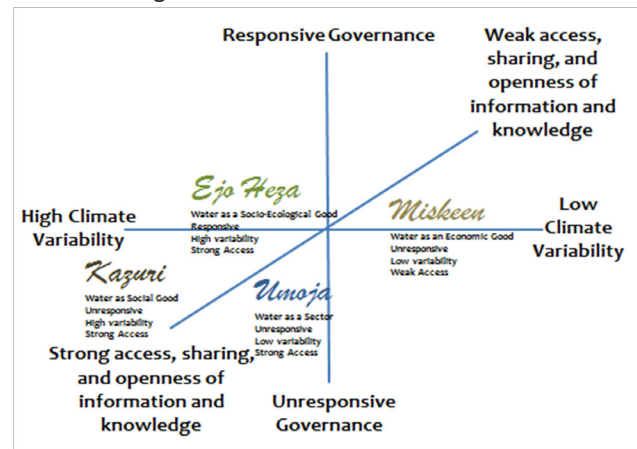 Responsive Governance
Weak access,
sharing, and
openness of
information and
knowledge
Ejo Heza
Water as a Socio-Ecological Good
Responsive
High variability
Strong Access
Miskeen
Water as an Economic Good
Unresponsive
Low variability
Weak Access
High Climate
Variability
Low
Climate
Variability
Kazuri
Water as Social Good
Unresponsive
High variability
Strong Access
Umoja
Water as a Sector
Unresponsive
Low variability
Strong Access
Strong access, sharing,
and openness of
information and
knowledge
Unresponsive
Governance